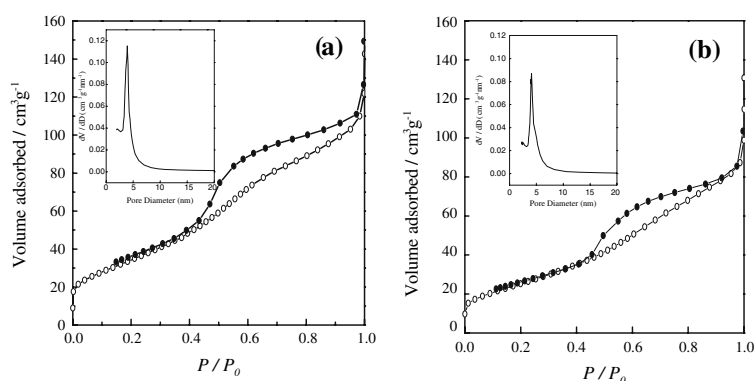 (a)
Volume adsorbed / cm³g-1
160
140
120
100
80
60
40
20
0
0.0 0.2 0.4 0.6 0.8 1.0
P / P₀
dV / dD (cm³g⁻¹nm⁻¹)
0.12
0.10
0.08
0.04
0.02
0.00
0 5 10 15 20
Pore Diameter (nm)
(b)
Volume adsorbed / cm³g-1
160
140
120
100
80
60
40
20
0
0.0 0.2 0.4 0.6 0.8 1.0
P / P₀
dV / dD (cm³g⁻¹nm⁻¹)
0.12
0.10
0.08
0.04
0.02
0.00
0 5 10 15 20
Pore Diameter (nm)